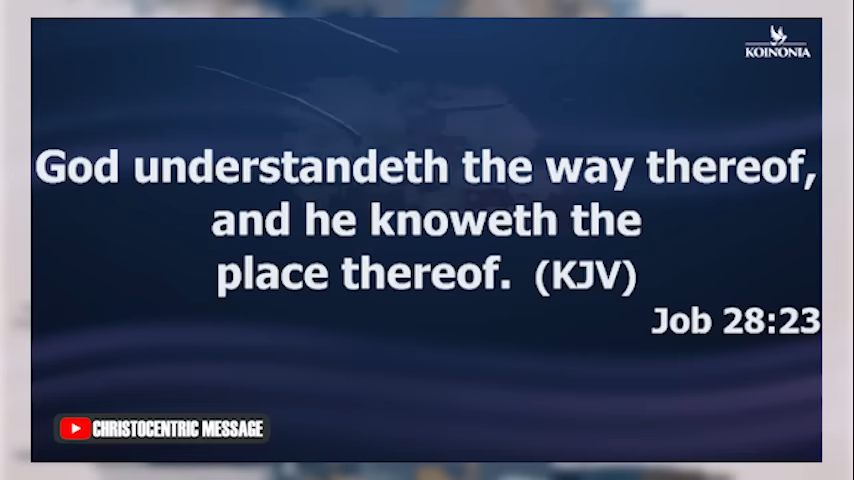 KOINONIA
God understandeth the way thereof,
and he knoweth the
place thereof. (KJV)
Job 28:23
CHRISTOCENTRIC MESSAGE